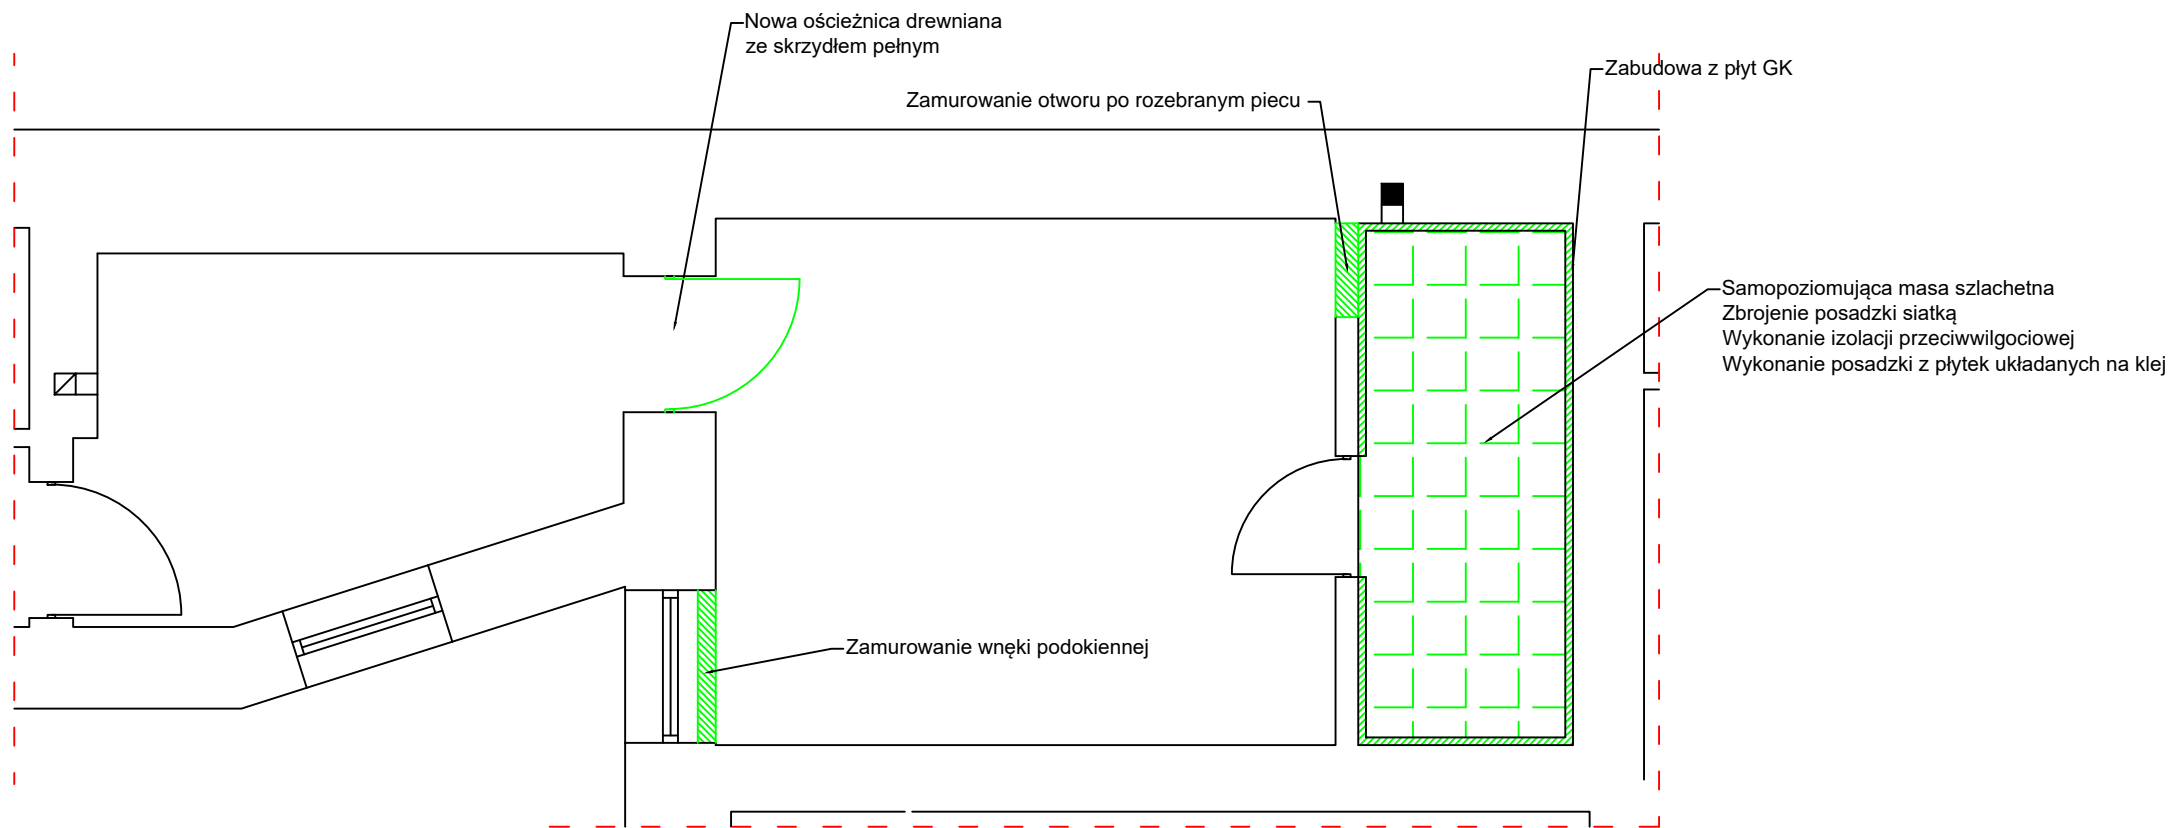 Nowa ościeżnica drewniana
ze skrzydłem pełnym
Zabudowa z płyt GK
Zamurowanie otworu po rozebranym piecu
Samopoziomująca masa szlachetna
Zbrojenie posadzki siatką
Wykonanie izolacji przeciwwilgociowej
Wykonanie posadzki z płytek układanych na klej
Zamurowanie wnęki podokiennej